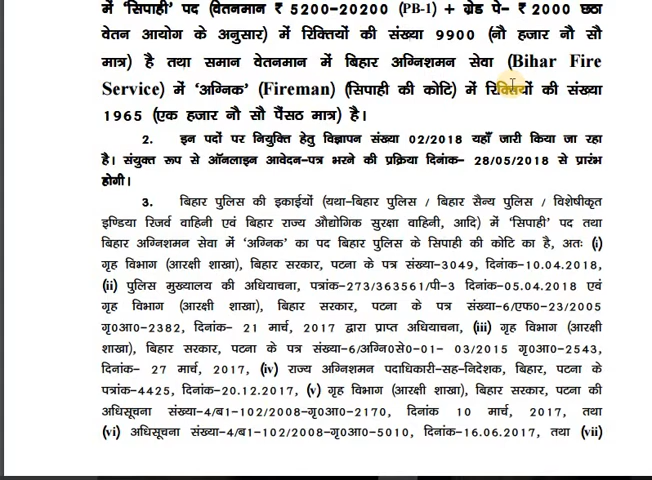 में 'सिपाही' पद (वेतनमान ₹ 5200-20200 (PB-1) + ग्रेड पे- ₹ 2000 छठा
वेतन आयोग के अनुसार) में रिक्तियों की संख्या 9900 (नौ हजार नौ सौ
मात्र) है तथा समान वेतनमान में बिहार अग्निशमन सेवा (Bihar Fire
Service) में 'अग्निक' (Fireman) (सिपाही की कोटि) में रिक्तियों की संख्या
1965 (एक हजार नौ सौ पैंसठ मात्र) है।
2. इन पदों पर नियुक्ति हेतु विज्ञापन संख्या 02/2018 यहाँ जारी किया जा रहा
है। संयुक्त रूप से ऑनलाइन आवेदन-पत्र भरने की प्रक्रिया दिनांक- 28/05/2018 से प्रारंभ
होगी।
3. बिहार पुलिस की इकाईयों (यथा-बिहार पुलिस / बिहार सैन्य पुलिस / विशेषीकृत
इण्डिया रिजर्व वाहिनी एवं बिहार राज्य औद्योगिक सुरक्षा वाहिनी, आदि) में 'सिपाही' पद तथा
बिहार अग्निशमन सेवा में 'अग्निक' का पद बिहार पुलिस के सिपाही की कोटि का है, अतः (i)
गृह विभाग (आरक्षी शाखा), बिहार सरकार, पटना के पत्र संख्या-3049, दिनांक-10.04.2018,
(ii) पुलिस मुख्यालय की अधियाचना, पत्रांक-273/363561/पी-3 दिनांक-05.04.2018 एवं
गृह विभाग (आरक्षी शाखा), बिहार सरकार, पटना के पत्र संख्या-6/एफ0-23/2005
गृ0आ0-2382, दिनांक- 21 मार्च, 2017 द्वारा प्राप्त अधियाचना, (iii) गृह विभाग (आरक्षी
शाखा), बिहार सरकार, पटना के पत्र संख्या-6/अग्नि0से0-01- 03/2015 गृ0आ0-2543,
दिनांक- 27 मार्च, 2017, (iv) राज्य अग्निशमन पदाधिकारी-सह-निदेशक, बिहार, पटना के
पत्रांक-4425, दिनांक-20.12.2017, (v) गृह विभाग (आरक्षी शाखा), बिहार सरकार, पटना की
अधिसूचना संख्या-4/ब1-102/2008-गृ0आ0-2170, दिनांक 10 मार्च, 2017, तथा
(vi) अधिसूचना संख्या-4/ब1-102/2008-गृ0आ0-5010, दिनांक-16.06.2017, तथा (vii)